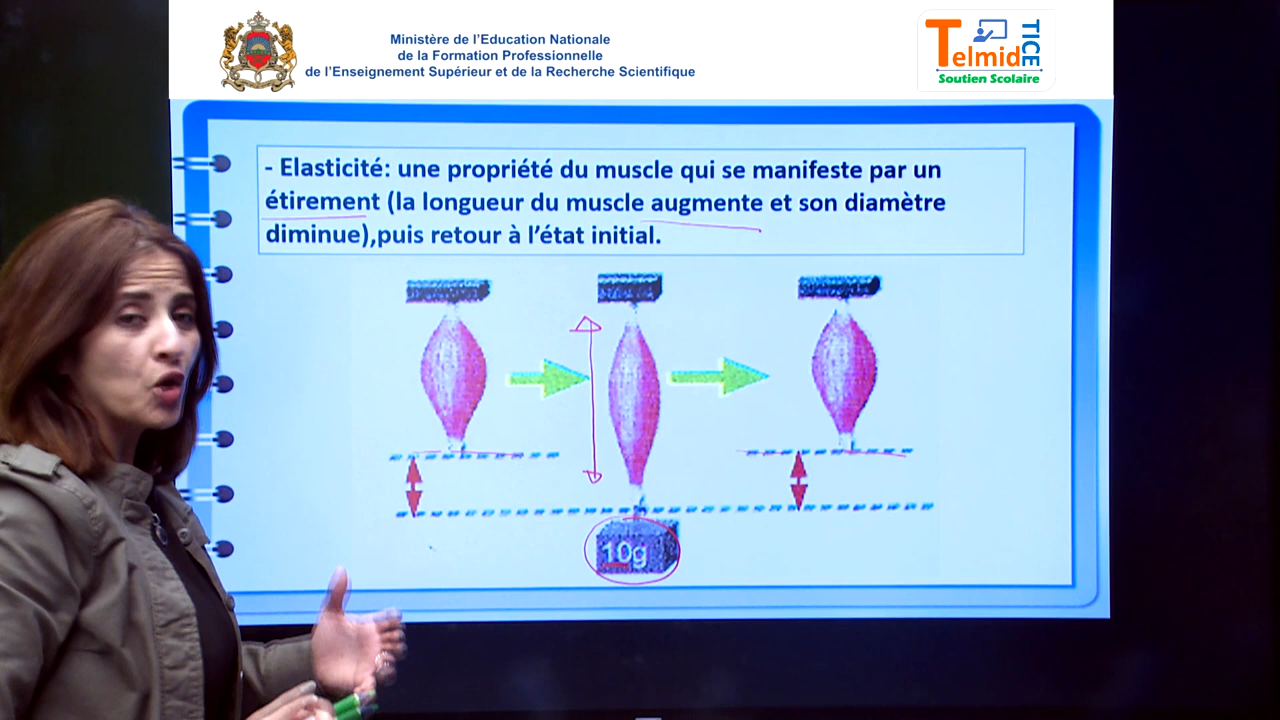 Ministère de l'Education Nationale
de la Formation Professionnelle
de l'Enseignement Supérieur et de la Recherche Scientifique
Telmid TICE
Soutien Scolaire
- Elasticité: une propriété du muscle qui se manifeste par un
étirement (la longueur du muscle augmente et son diamètre
diminue),puis retour à l'état initial.
10g